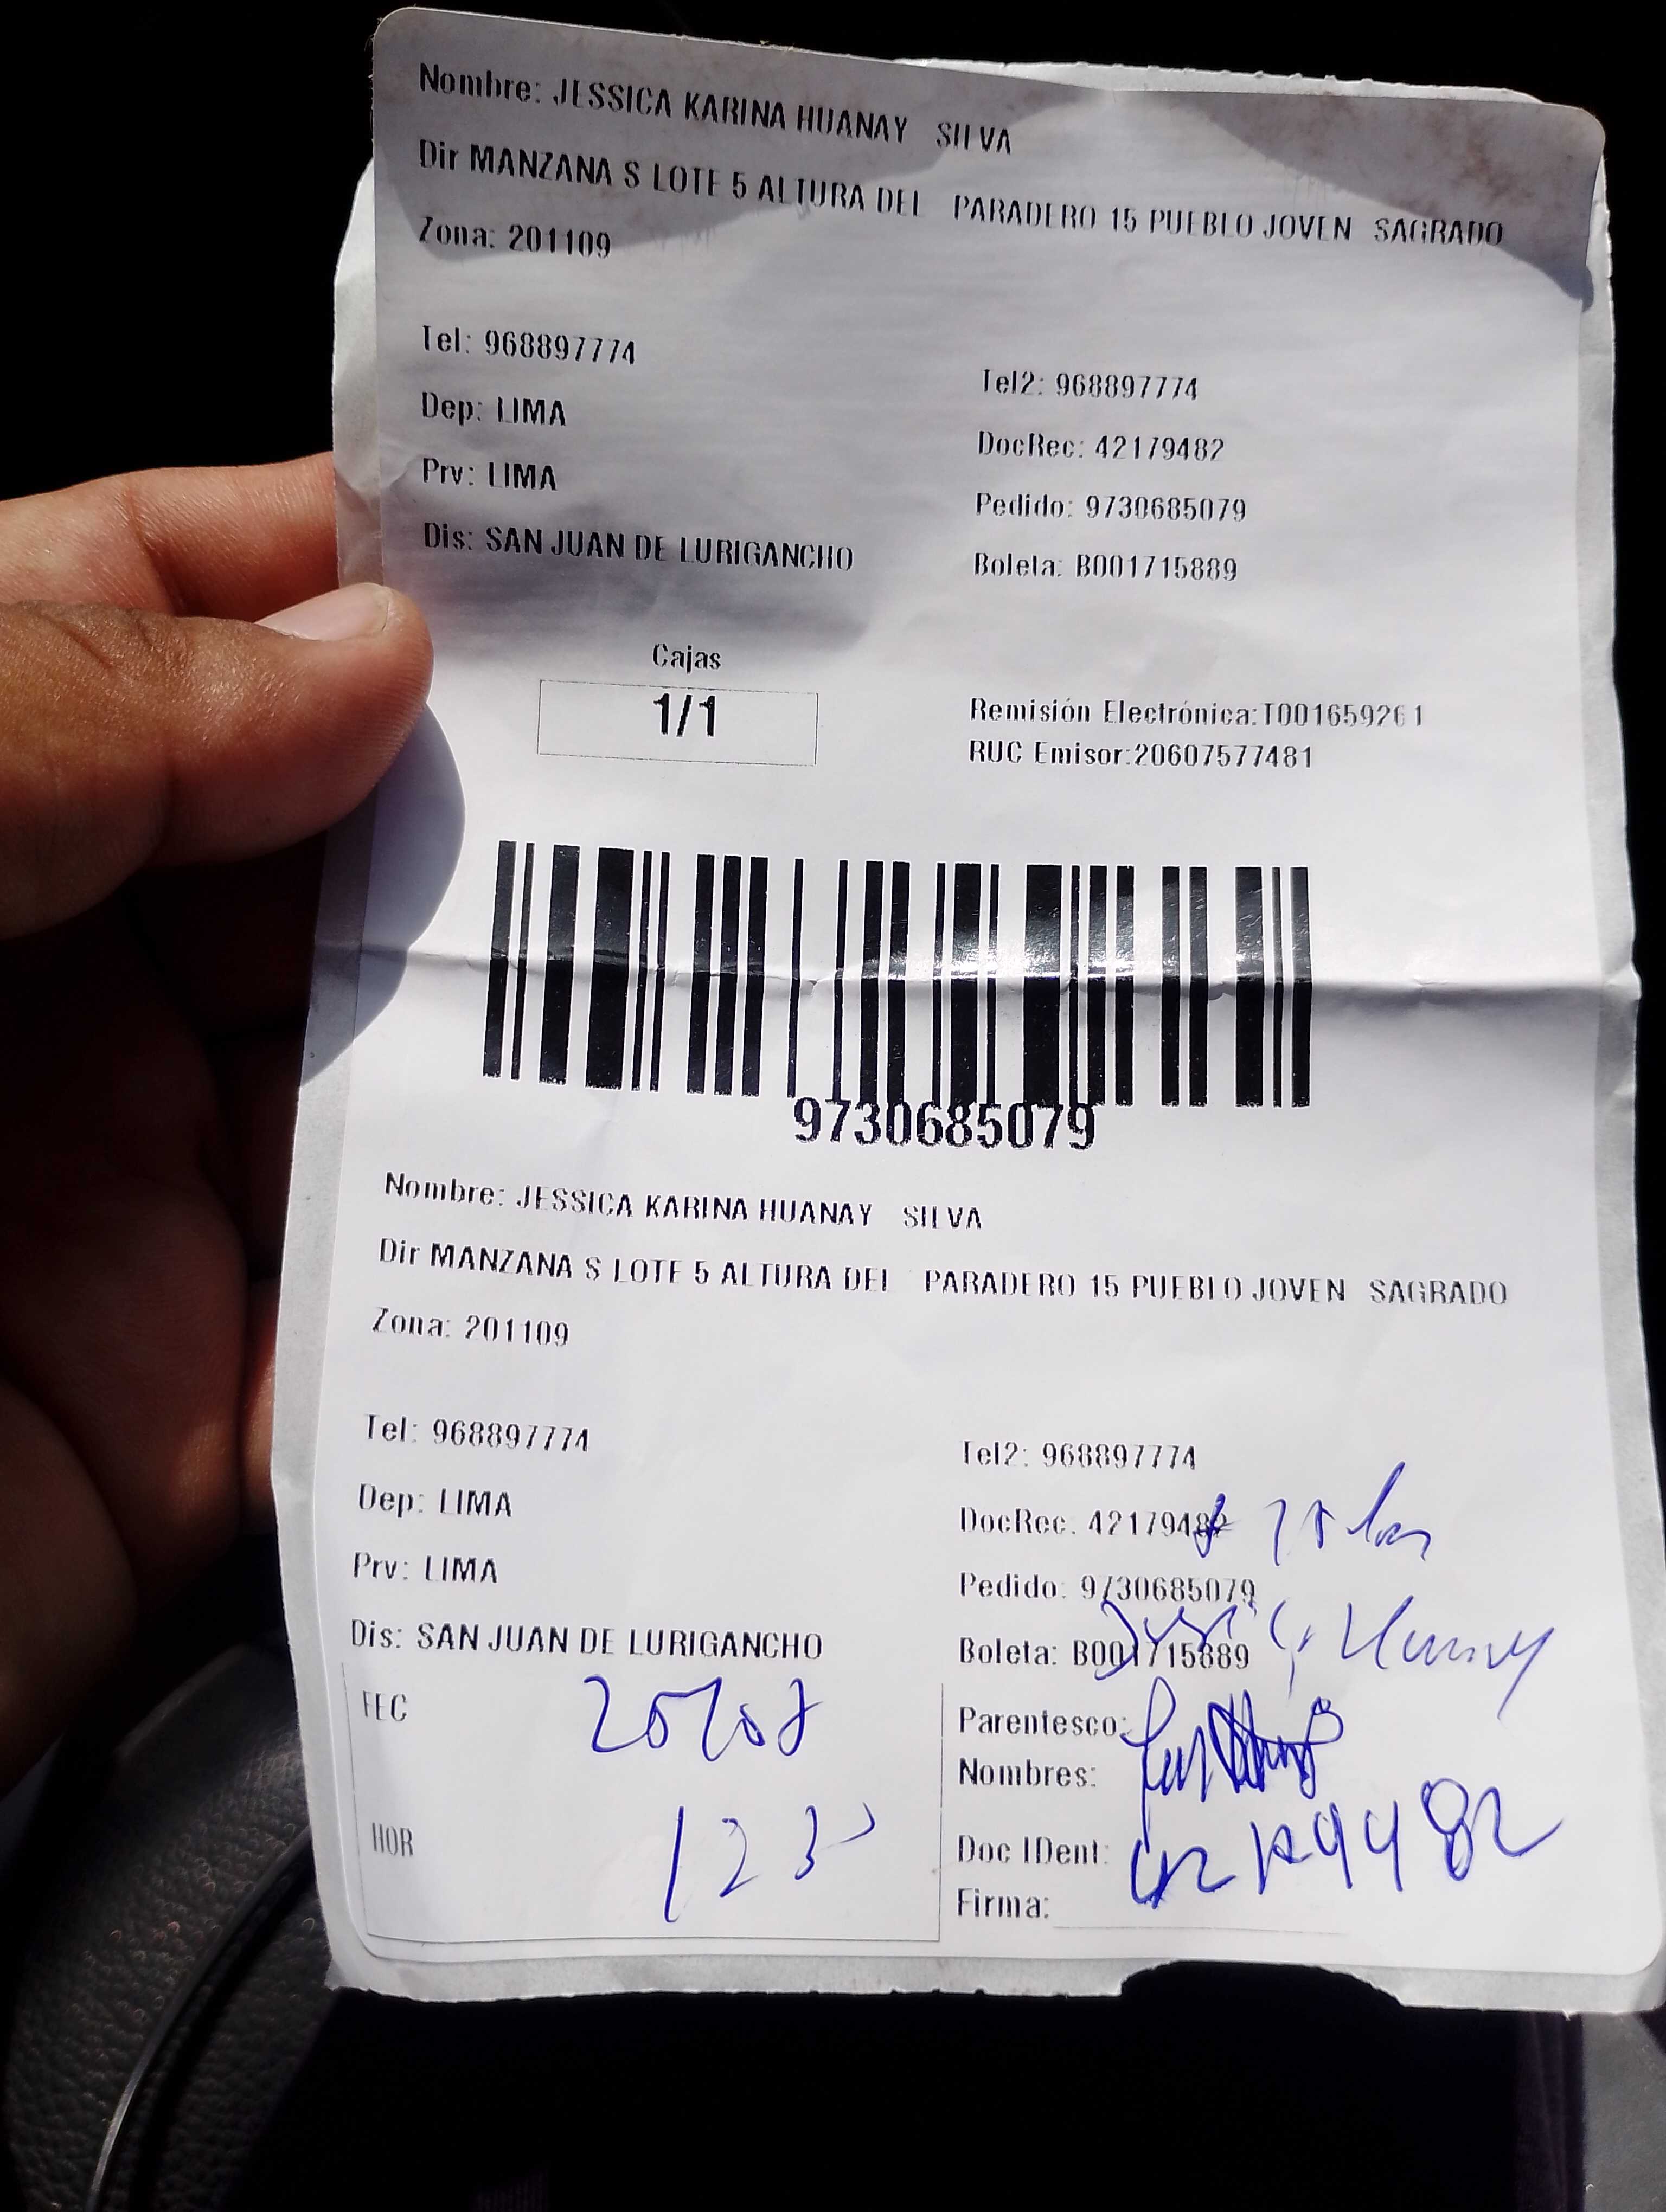 Nombre: JESSICA KARINA HUANAY SILVA
Dir MANZANA S LOTE 5 ALTURA DEL PARADERO 15 PUEBLO JOVEN SAGRADO
Zona: 201109
Tel: 968897774
Tel2: 968897774
Dep: LIMA
DocRec: 42179482
Prv: LIMA
Pedido: 9730685079
Dis: SAN JUAN DE LURIGANCHO
Boleta: B001715889
Cajas
1/1
Remisión Electrónica:T001659261
RUC Emisor:20607577481
9730685079
Nombre: JESSICA KARINA HUANAY SILVA
Dir MANZANA S LOTE 5 ALTURA DEL PARADERO 15 PUEBLO JOVEN SAGRADO
Zona: 201109
Tel: 968897774
Tel2: 968897774
Dep: LIMA
DocRec. 42179482
Prv: LIMA
Pedido: 9730685079
Dis: SAN JUAN DE LURIGANCHO
Boleta: B001715889
FEC
Parentesco:
Nombres:
HOR
Doc IDent:
Firma: